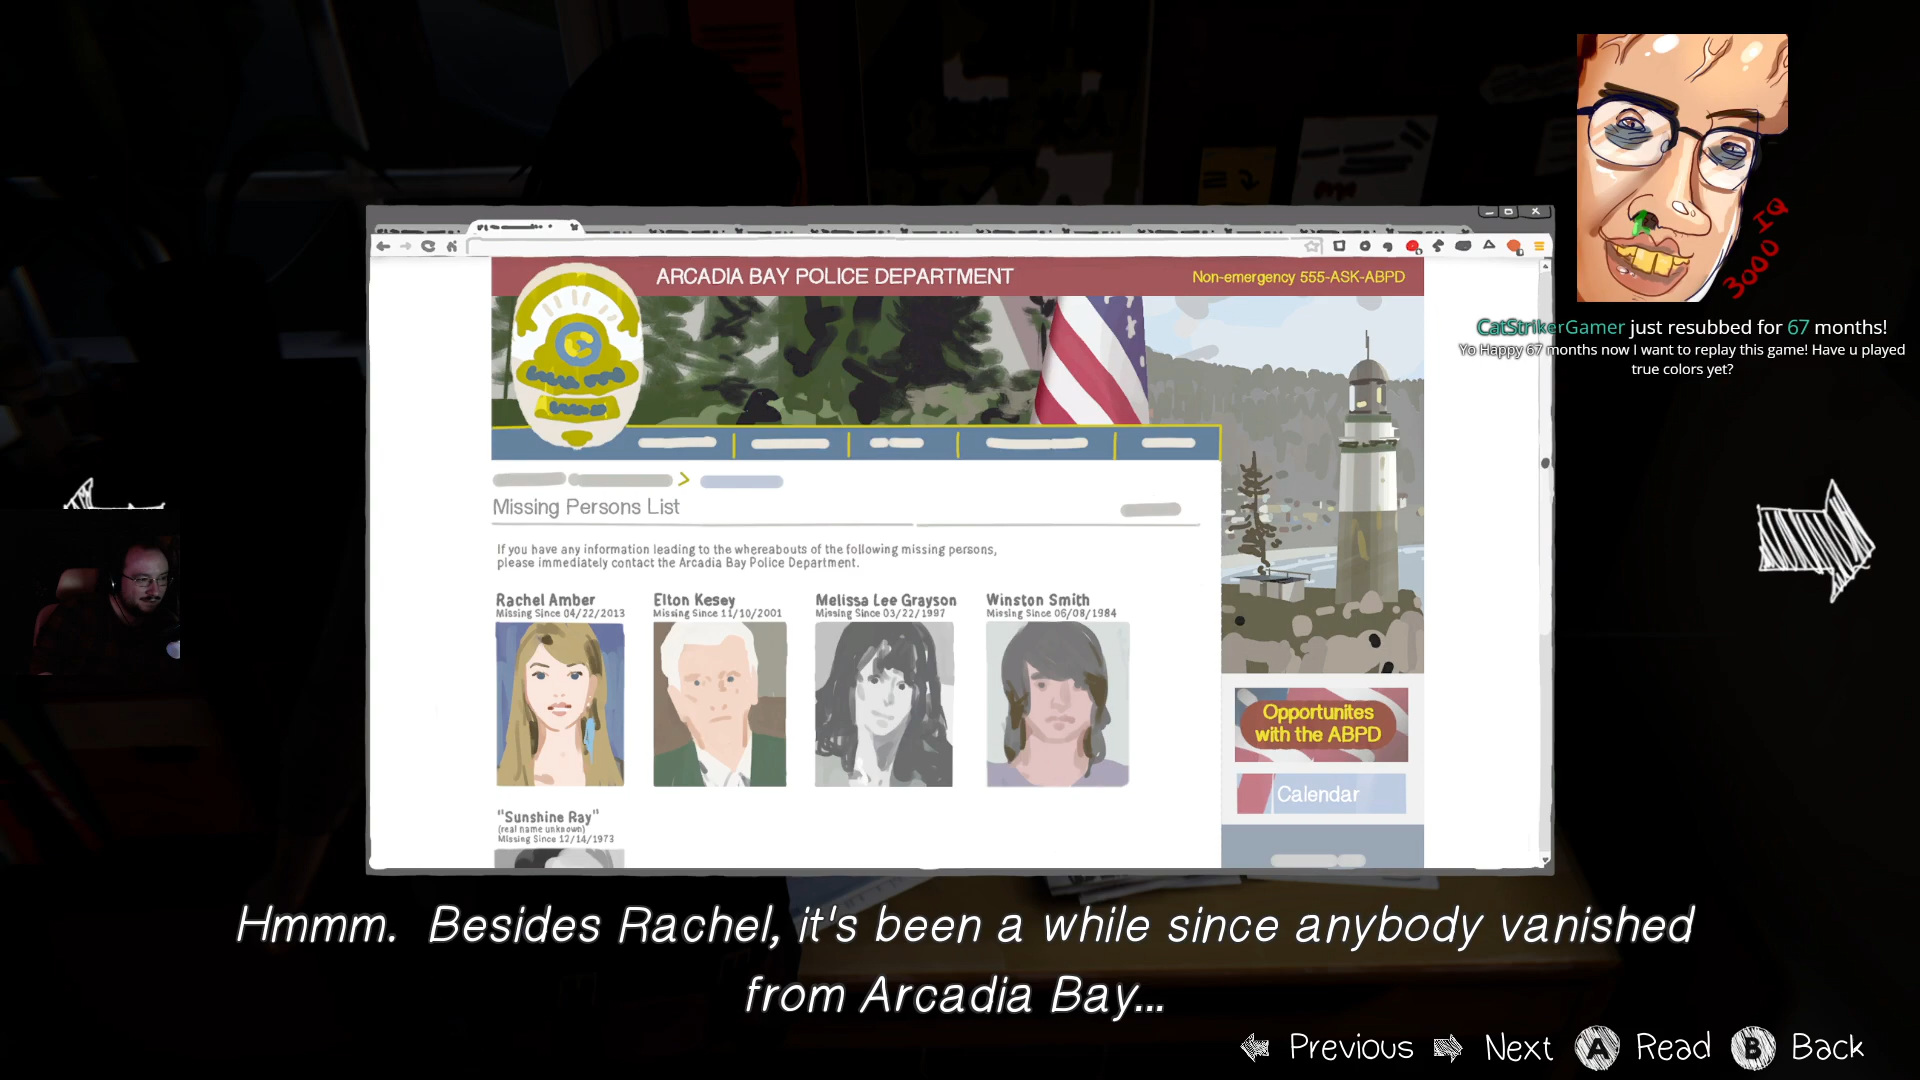 ARCADIA BAY POLICE DEPARTMENT
Non-emergency 555-ASK-ABPD
IQ
3000
CatStrikerGamer just resubbed for 67 months!
Yo Happy 67 months now I want to replay this game! Have u played
true colors yet?
Missing Persons List
If you have any information leading to the whereabouts of the following missing persons,
please immediately contact the Arcadia Bay Police Department.
Rachel Amber
Missing Since 04/22/2013
Elton Kesey
Missing Since 11/10/2001
Melissa Lee Grayson
Missing Since 03/22/1997
Winston Smith
Missing Since 06/08/1984
"Sunshine Ray"
(real name unknown)
Missing Since 12/14/1973
Opportunites
with the ABPD
Calendar
Hmmm. Besides Rachel, it's been a while since anybody vanished
from Arcadia Bay...
Previous
Next
A Read
B Back